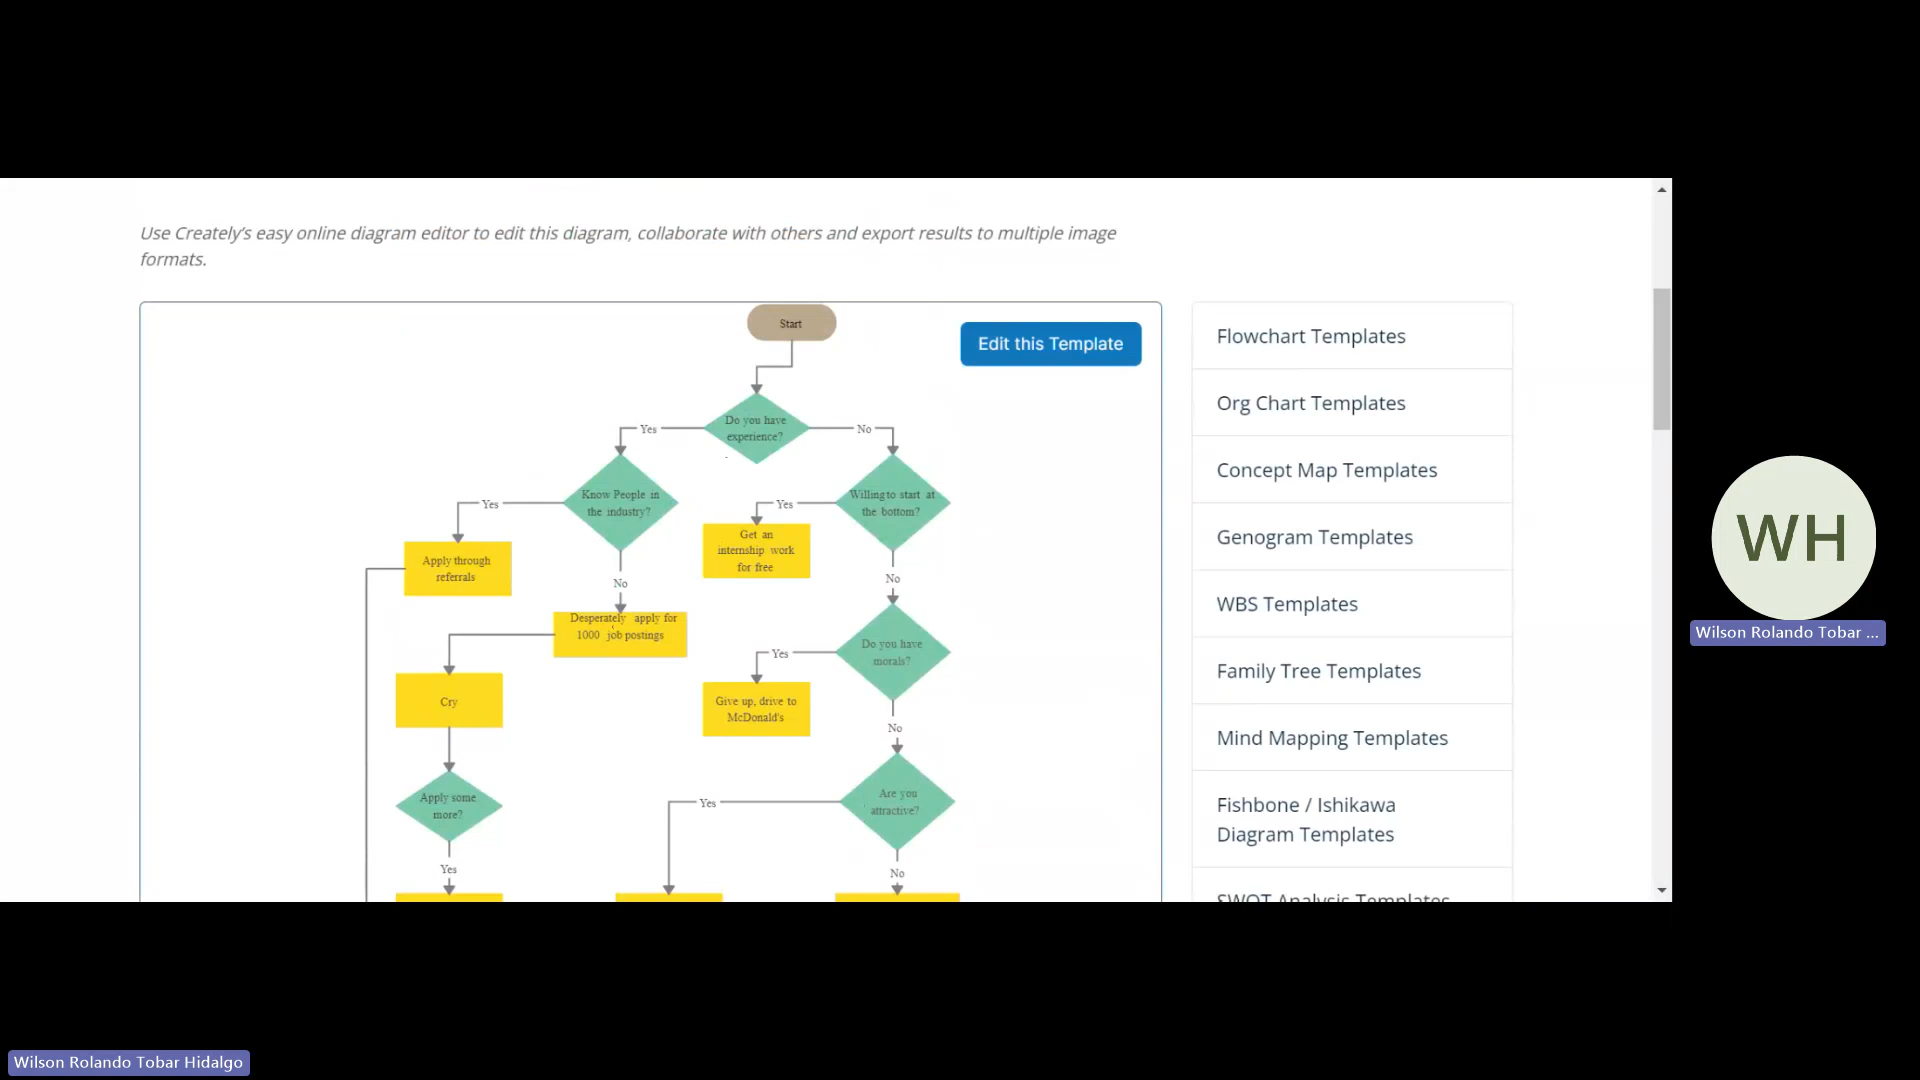 Use Creately's easy online diagram editor to edit this diagram, collaborate with others and export results to multiple image
formats.
Start
Edit this Template
Do you have
experience?
Yes
No
Know People in
the industry?
Willing to start at
the bottom?
Yes
Yes
Get an
internship work
for free
Apply through
referrals
No
No
Desperately apply for
1000 job postings
Do you have
morals?
Yes
Cry
Give up, drive to
McDonald's
No
Apply some
more?
Are you
attractive?
Yes
Yes
No
Flowchart Templates
Org Chart Templates
Concept Map Templates
Genogram Templates
WBS Templates
Family Tree Templates
Mind Mapping Templates
Fishbone / Ishikawa
Diagram Templates
SWOT Analysis Templates
WH
Wilson Rolando Tobar ...
Wilson Rolando Tobar Hidalgo